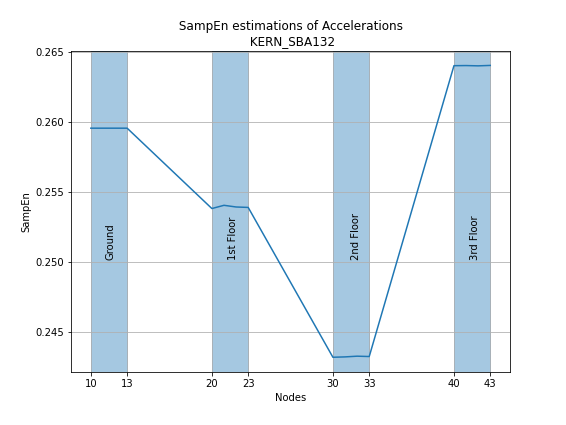 SampEn estimations of Accelerations
KERN_SBA132
0.265
0.260
0.255
0.250
0.245
SampEn
Ground
1st Floor
2nd Floor
3rd Floor
10 13 20 23 30 33 40 43
Nodes